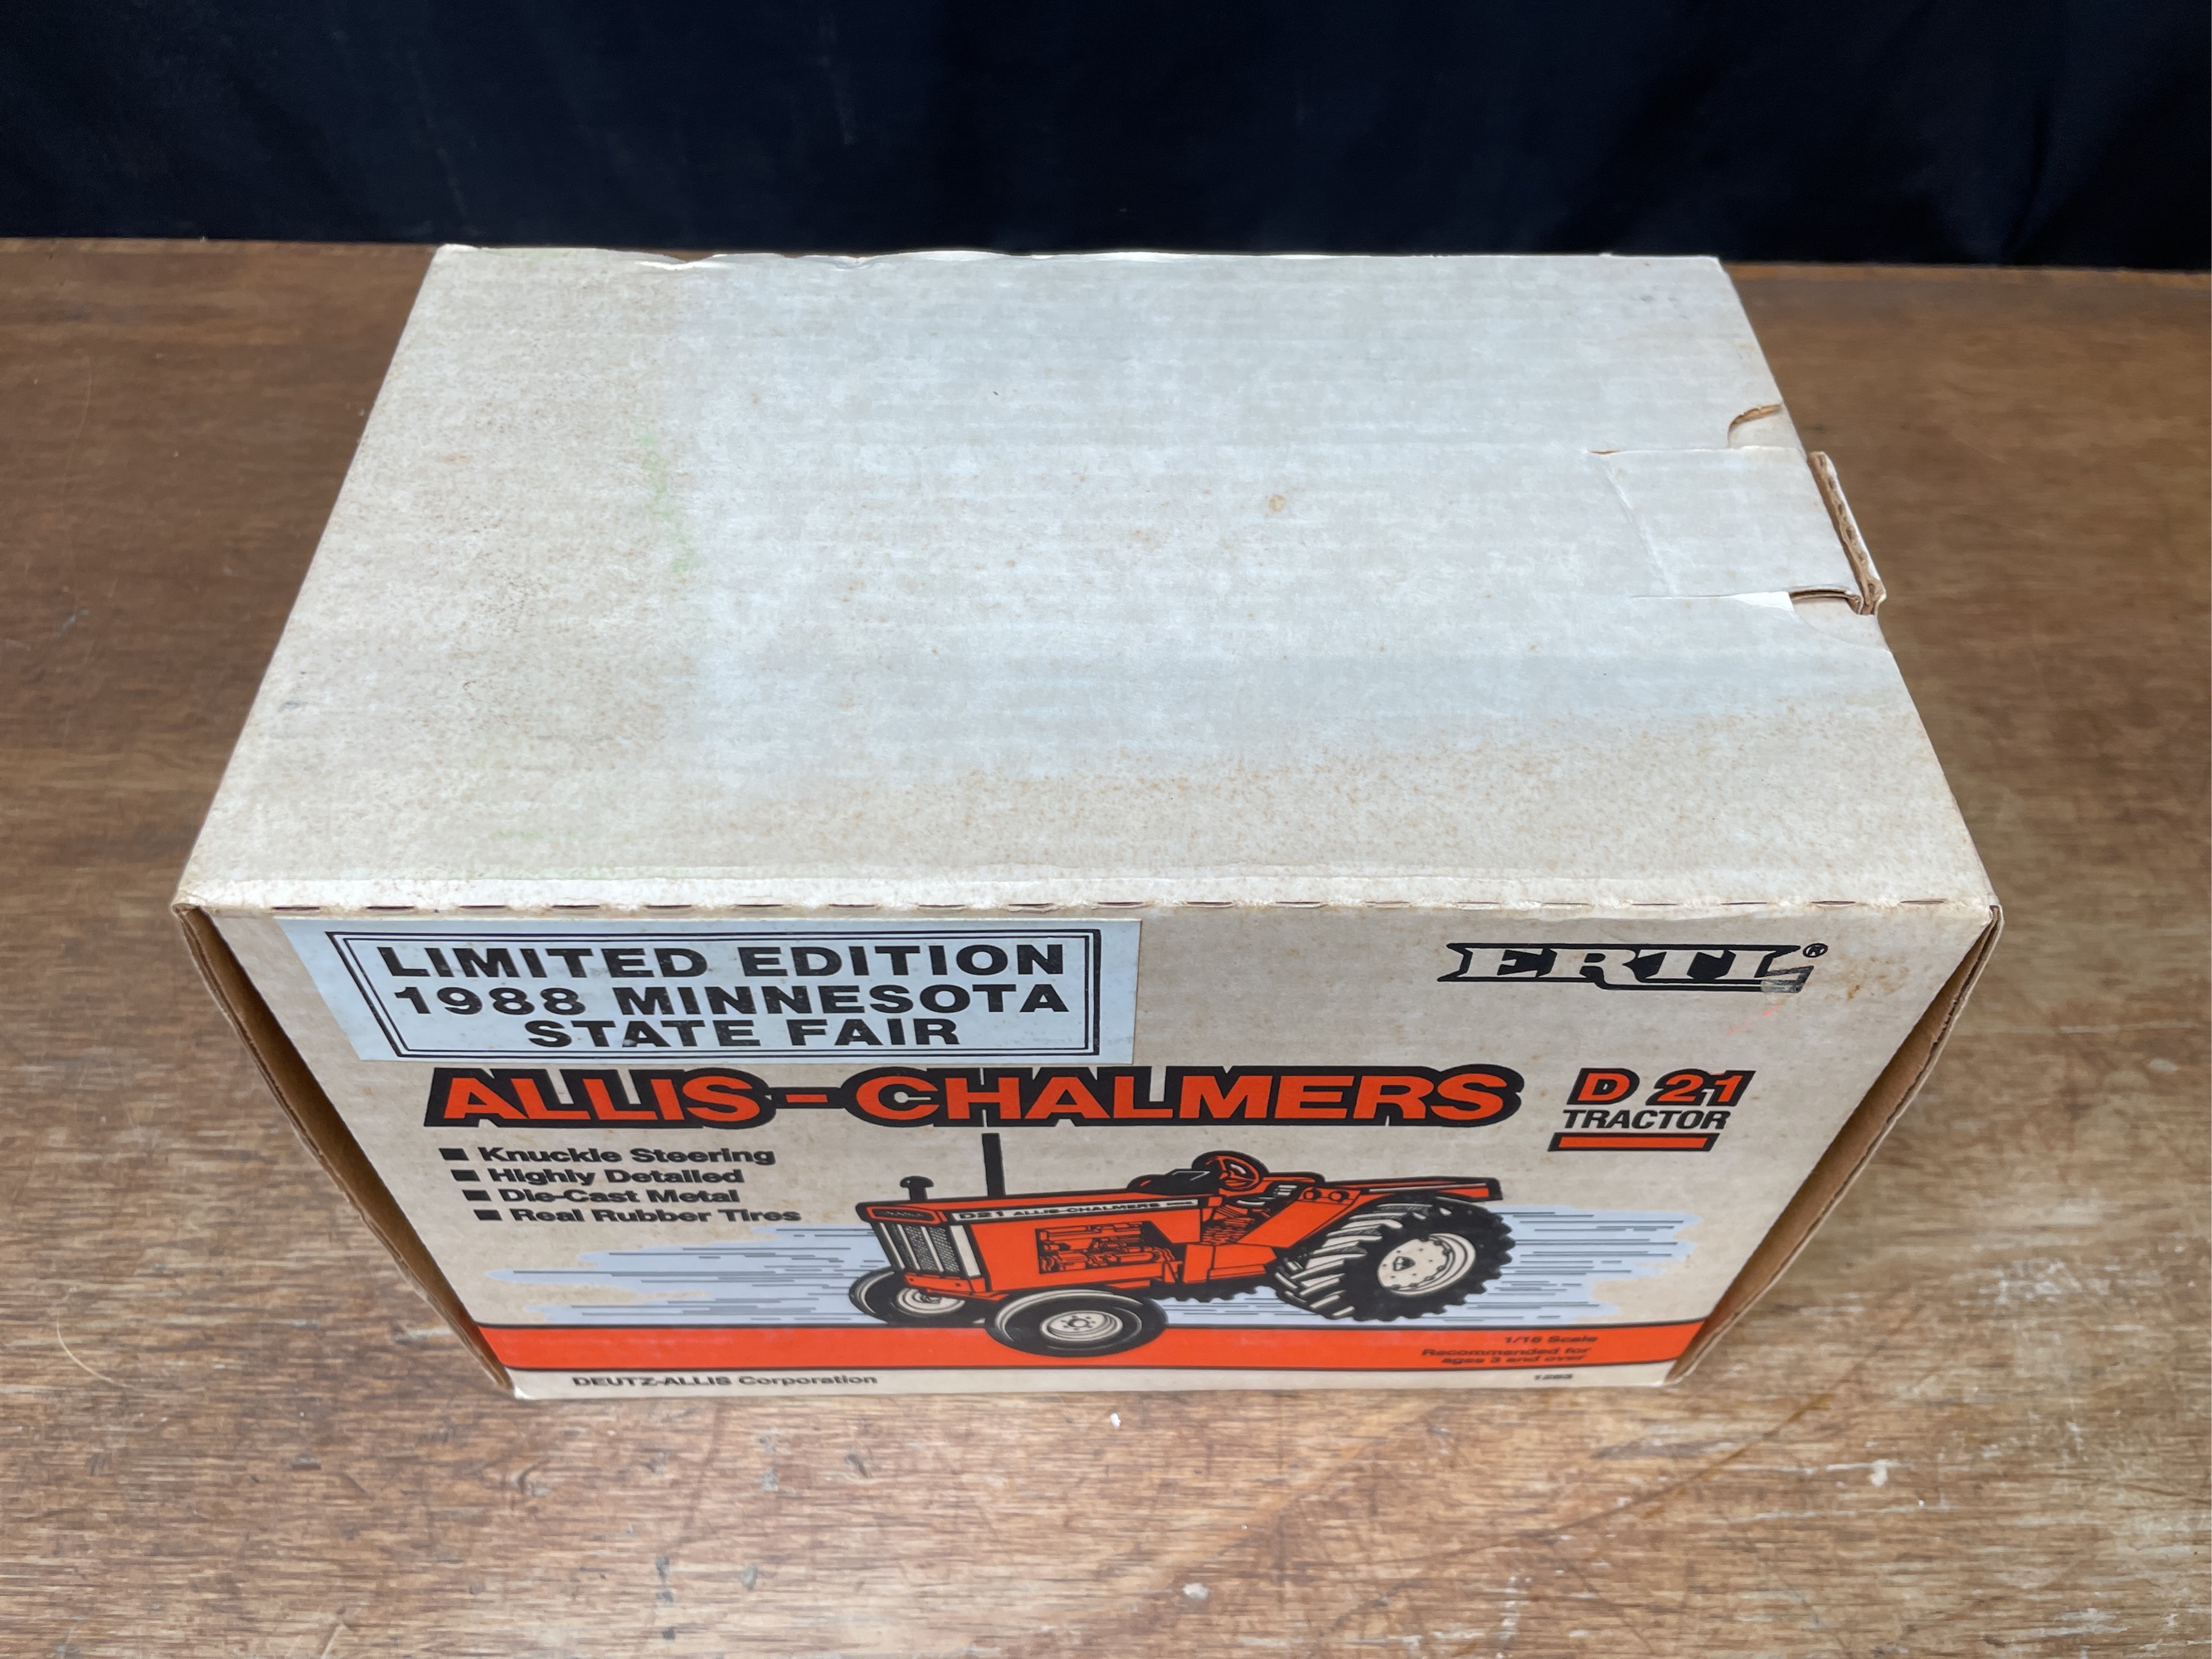 LIMITED EDITION
1988 MINNESOTA
STATE FAIR
ERTL®
ALLIS-CHALMERS
D 21
TRACTOR
■ Knuckle Steering
■ Highly Detailed
■ Die-Cast Metal
■ Real Rubber Tires
D21 ALLIS-CHALMERS
1/16 Scale
Recommended for
ages 3 and over
DEUTZ-ALLIS Corporation